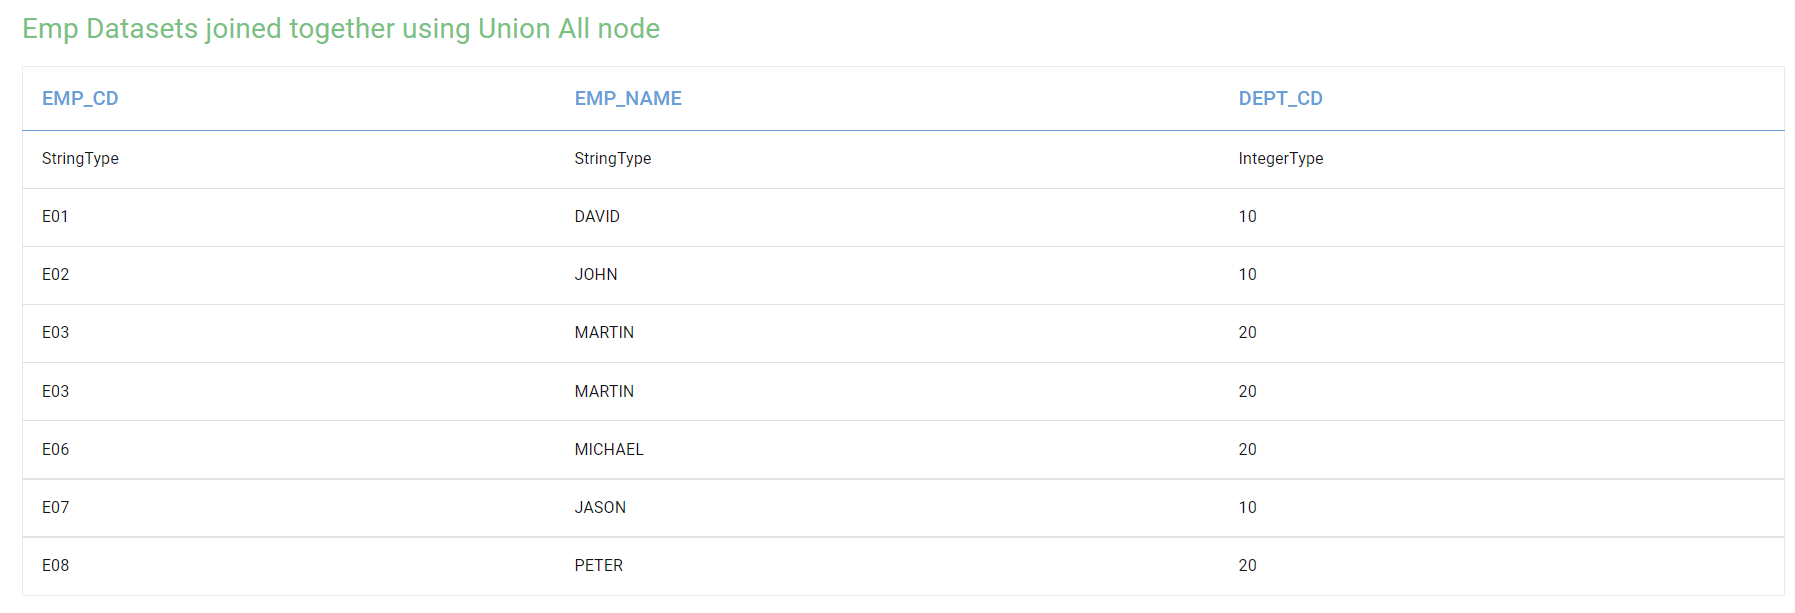 Emp Datasets joined together using Union All node
EMP_CD EMP_NAME DEPT_CD
StringType StringType IntegerType
E01 DAVID 10
E02 JOHN 10
E03 MARTIN 20
E03 MARTIN 20
E06 MICHAEL 20
E07 JASON 10
E08 PETER 20